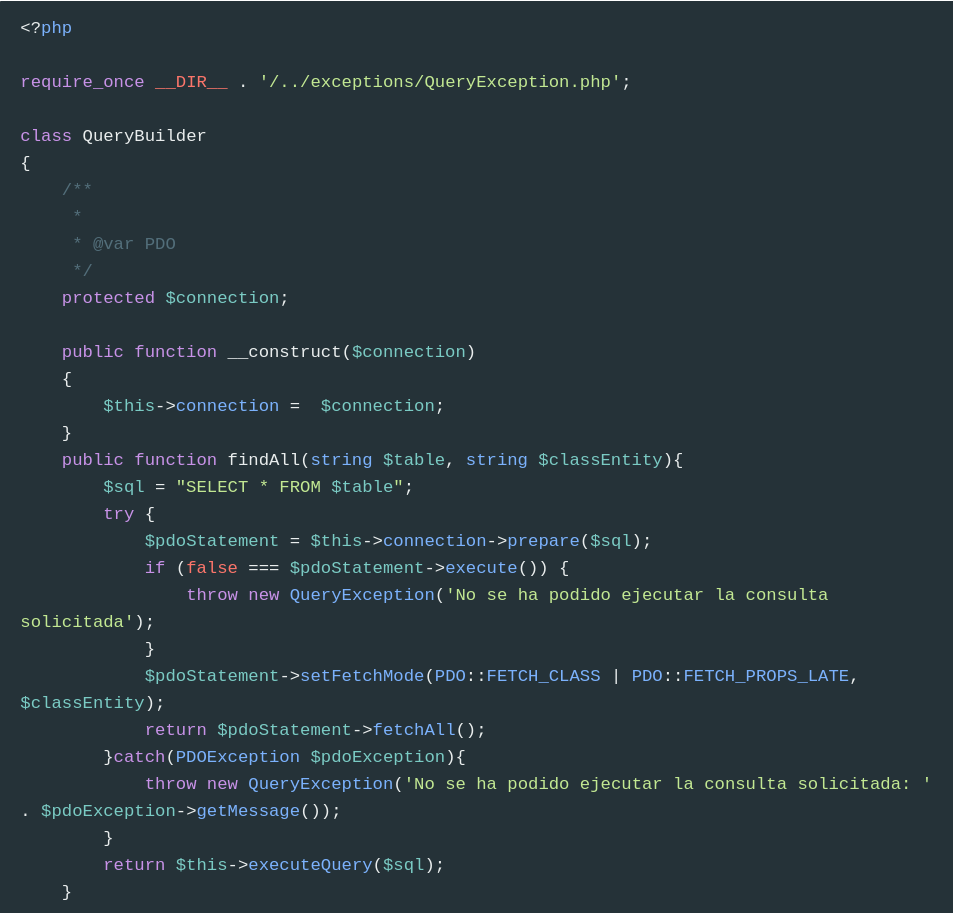 <?php

require_once __DIR__ . '/../exceptions/QueryException.php';

class QueryBuilder
{
    /**
     *
     * @var PDO
     */
    protected $connection;

    public function __construct($connection)
    {
        $this->connection =  $connection;
    }
    public function findAll(string $table, string $classEntity){
        $sql = "SELECT * FROM $table";
        try {
            $pdoStatement = $this->connection->prepare($sql);
            if (false === $pdoStatement->execute()) {
                throw new QueryException('No se ha podido ejecutar la consulta
solicitada');
            }
            $pdoStatement->setFetchMode(PDO::FETCH_CLASS | PDO::FETCH_PROPS_LATE,
$classEntity);
            return $pdoStatement->fetchAll();
        }catch(PDOException $pdoException){
            throw new QueryException('No se ha podido ejecutar la consulta solicitada: '
. $pdoException->getMessage());
        }
        return $this->executeQuery($sql);
    }